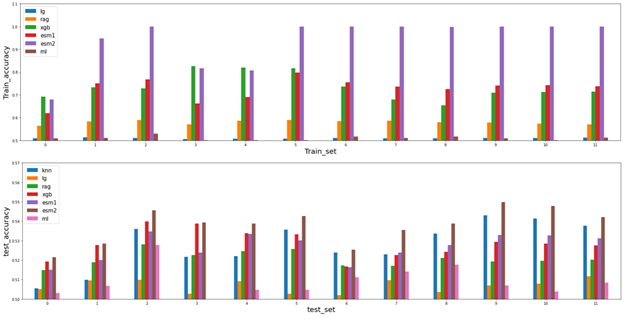 1.1
1.0
0.9
0.8
0.7
0.6
0.5
Train_accuracy
lg
rag
xgb
esm1
esm2
ml
0 1 2 3 4 5 6 7 8 9 10 11
Train_set
0.57
0.56
0.55
0.54
0.53
0.52
0.51
0.50
test_accuracy
knn
lg
rag
xgb
esm1
esm2
ml
0 1 2 3 4 5 6 7 8 9 10 11
test_set